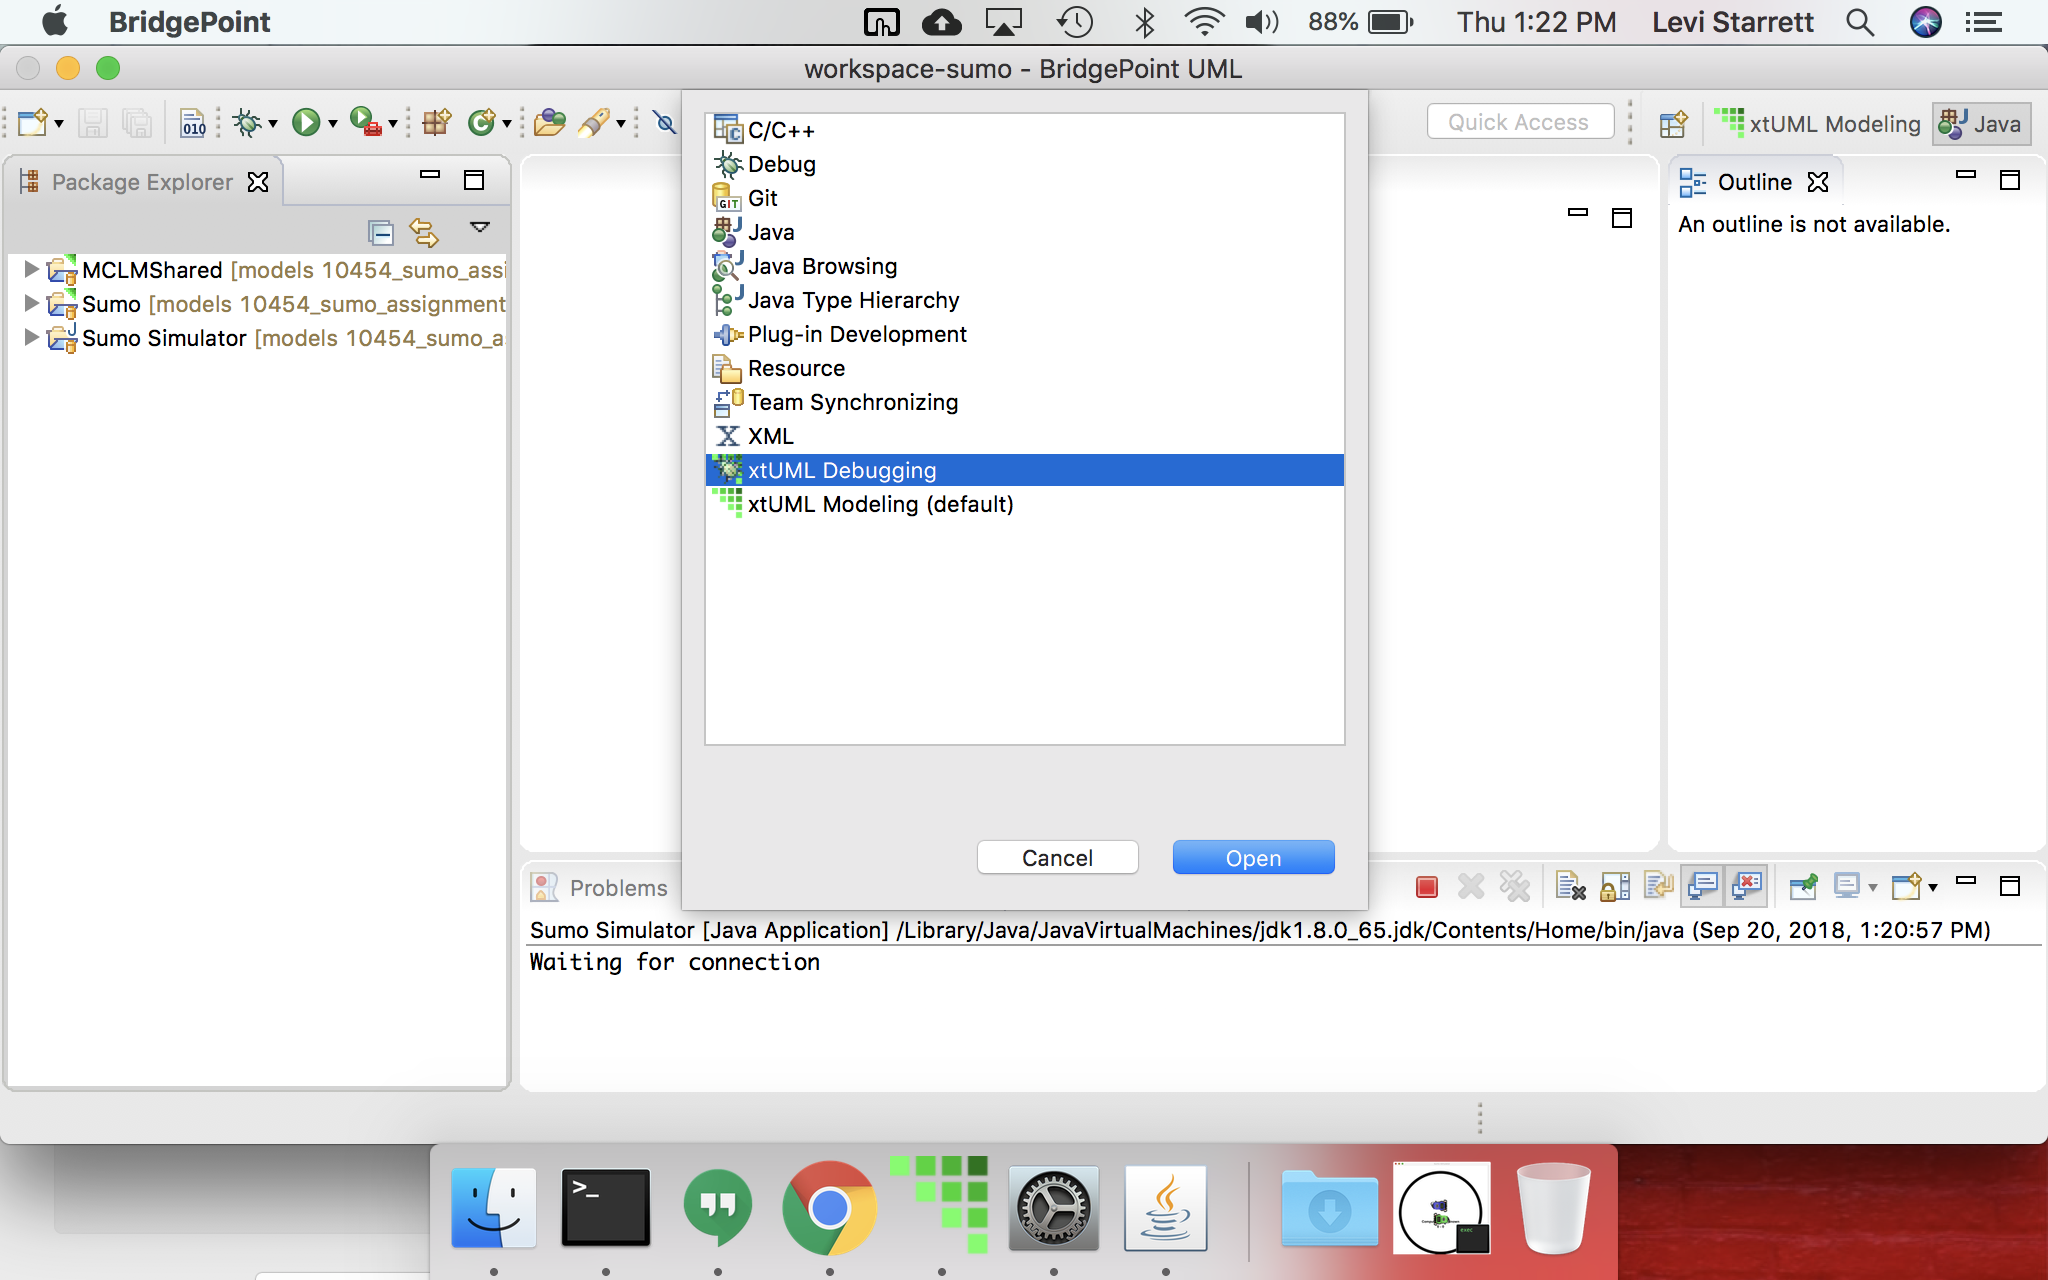 BridgePoint
88%
Thu 1:22 PM
Levi Starrett
workspace-sumo - BridgePoint UML
010
Quick Access
xtUML Modeling
Java
Package Explorer
MCLMShared [models 10454_sumo_assi
Sumo [models 10454_sumo_assignment
Sumo Simulator [models 10454_sumo_a
C/C++
Debug
GIT
Git
Java
Java Browsing
Java Type Hierarchy
Plug-in Development
Resource
Team Synchronizing
XML
xtUML Debugging
xtUML Modeling (default)
Cancel
Open
Outline
An outline is not available.
Problems
Sumo Simulator [Java Application] /Library/Java/JavaVirtualMachines/jdk1.8.0_65.jdk/Contents/Home/bin/java (Sep 20, 2018, 1:20:57 PM)
Waiting for connection
>_
exec